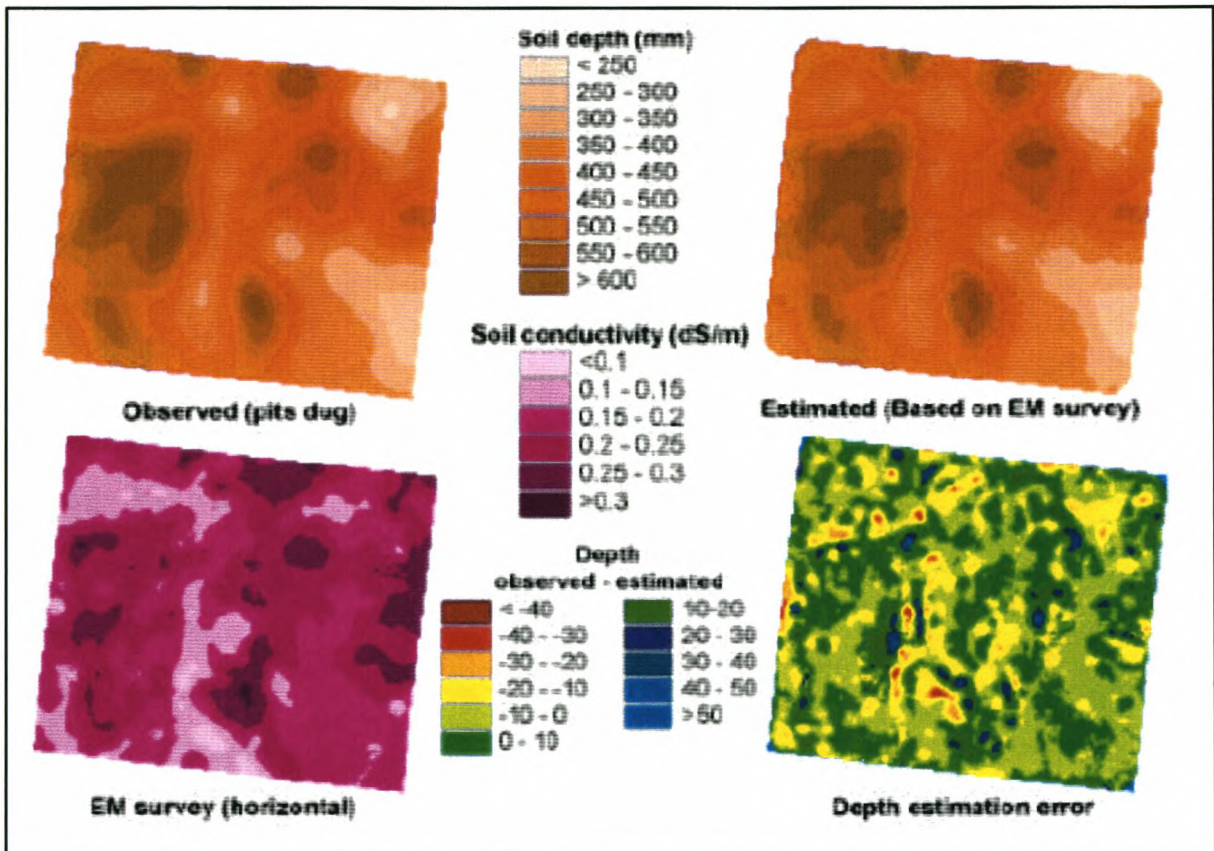 Soil depth (mm)
< 250
250 - 300
300 - 350
350 - 400
400 - 450
450 - 500
500 - 550
550 - 600
> 600
Soil conductivity (dS/m)
<0.1
0.1 - 0.15
0.15 - 0.2
0.2 - 0.25
0.25 - 0.3
>0.3
Observed (pits dug)
Estimated (Based on EM survey)
Depth
observed - estimated
< -40
-40 - -30
-30 - -20
-20 - -10
-10 - 0
0 - 10
10-20
20 - 30
30 - 40
40 - 50
>50
EM survey (horizontal)
Depth estimation error